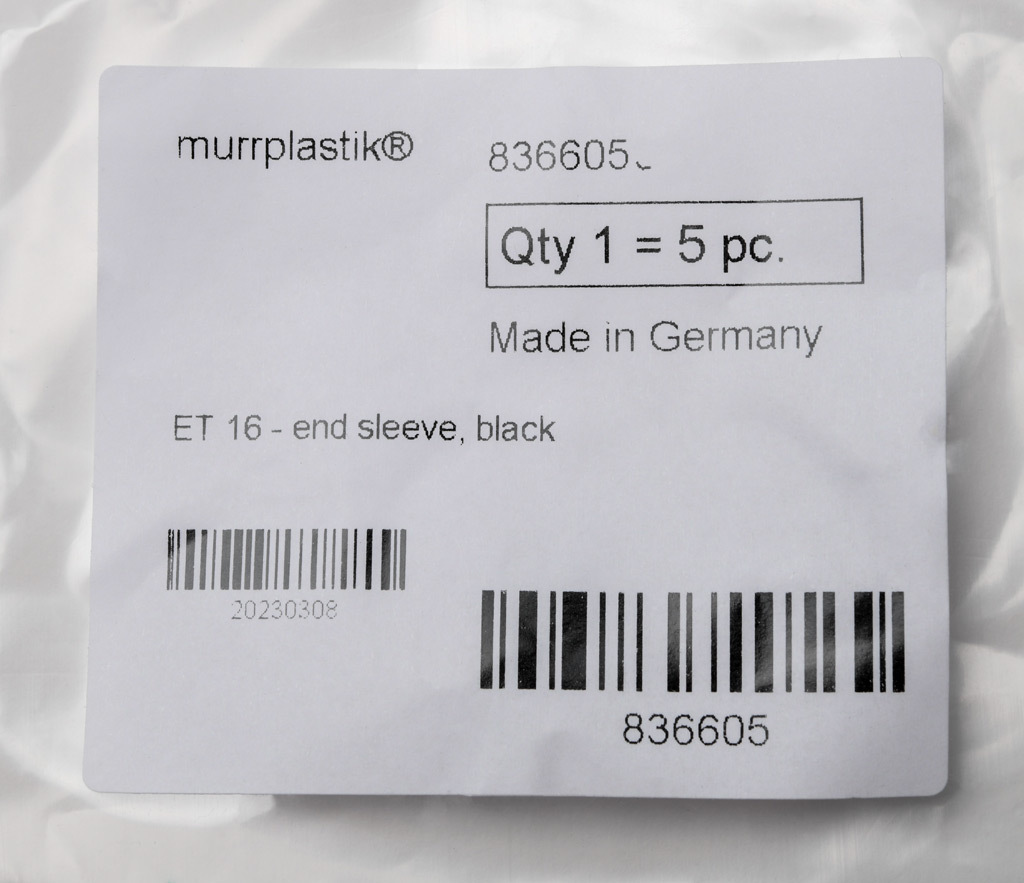 murrplastik®
836605
Qty 1 = 5 pc.
Made in Germany
ET 16 - end sleeve, black
20230308
836605